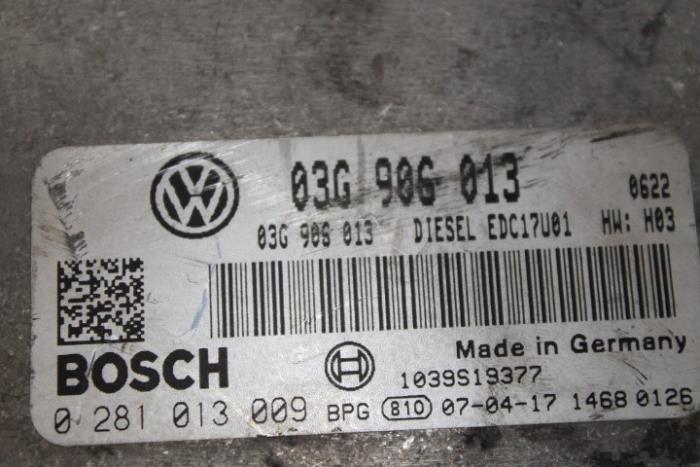 03G 906 013
0622
03G 906 013 DIESEL EDC17U01 HW: H03
BOSCH
Made in Germany
1039S19377
0 281 013 009 BPG 810 07-04-17 1468 0126